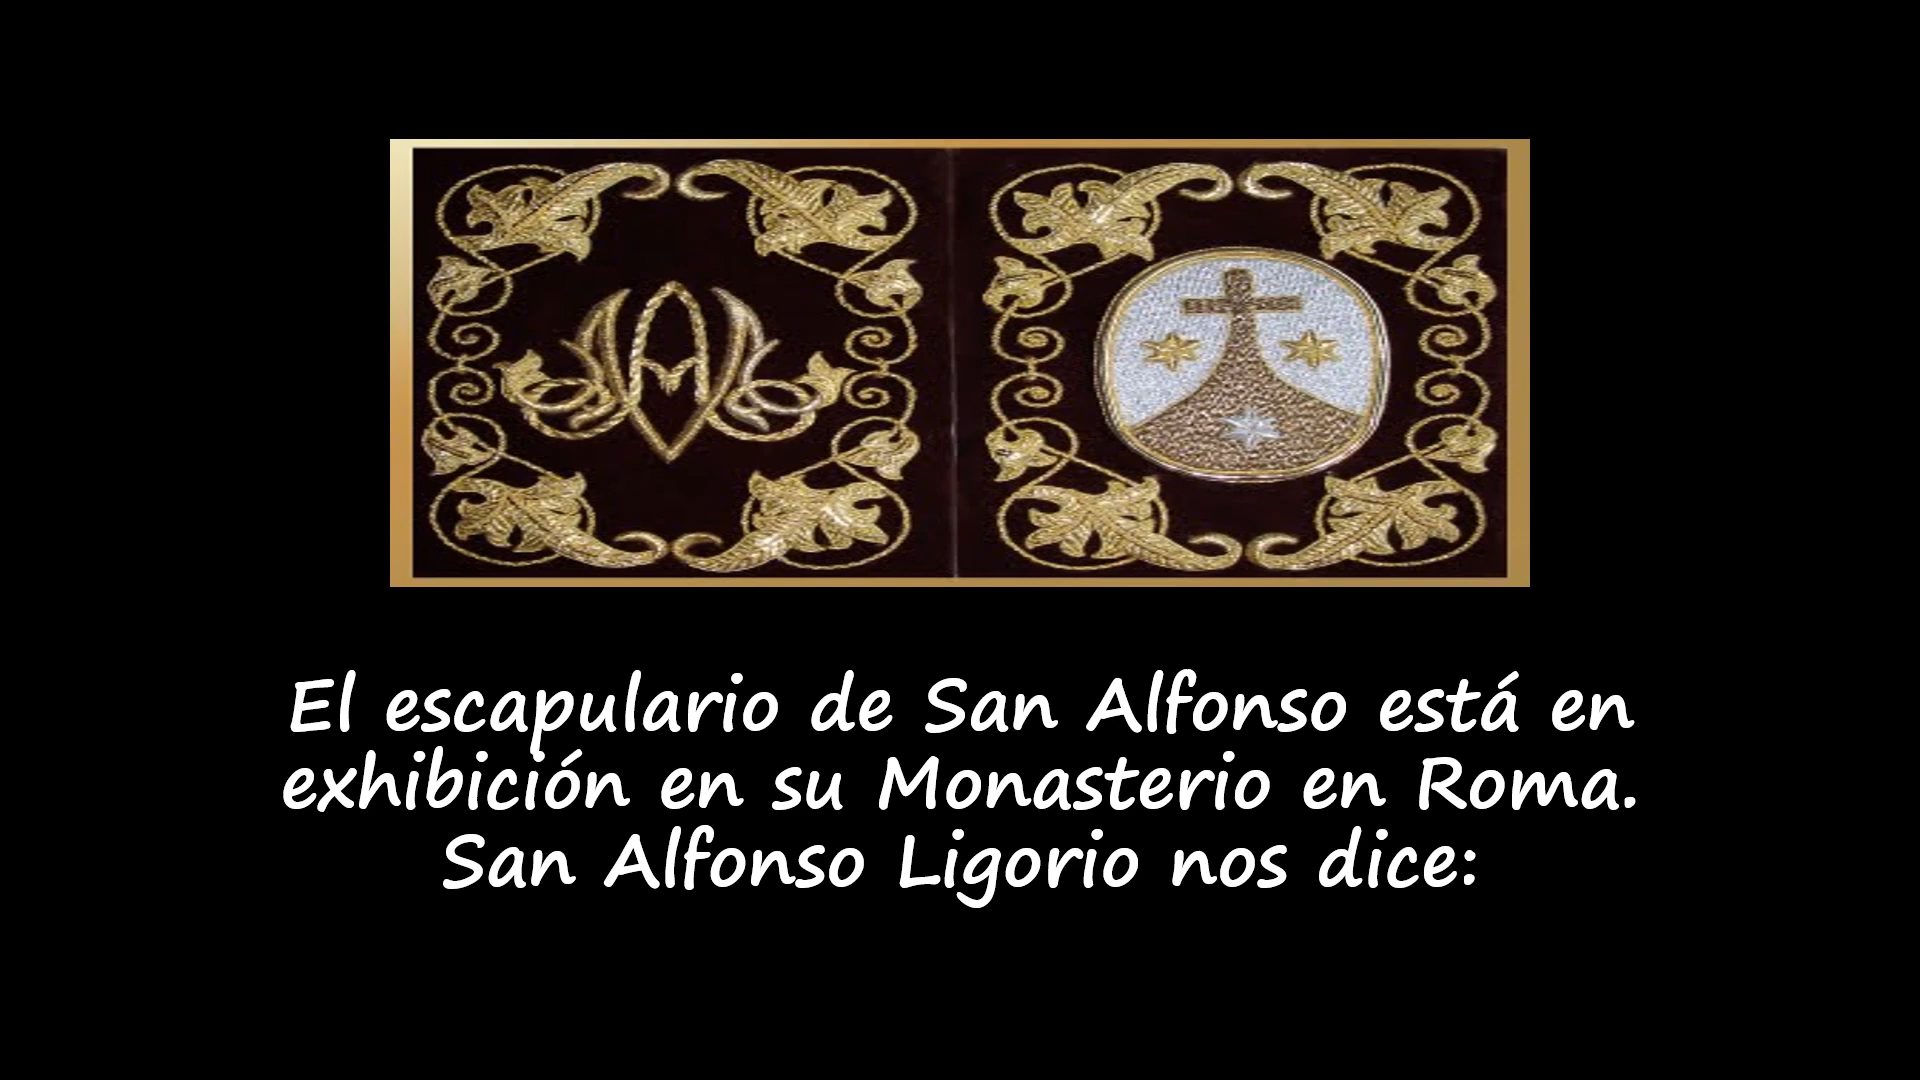 El escapulario de San Alfonso está en
exhibición en su Monasterio en Roma.
San Alfonso Ligorio nos dice: